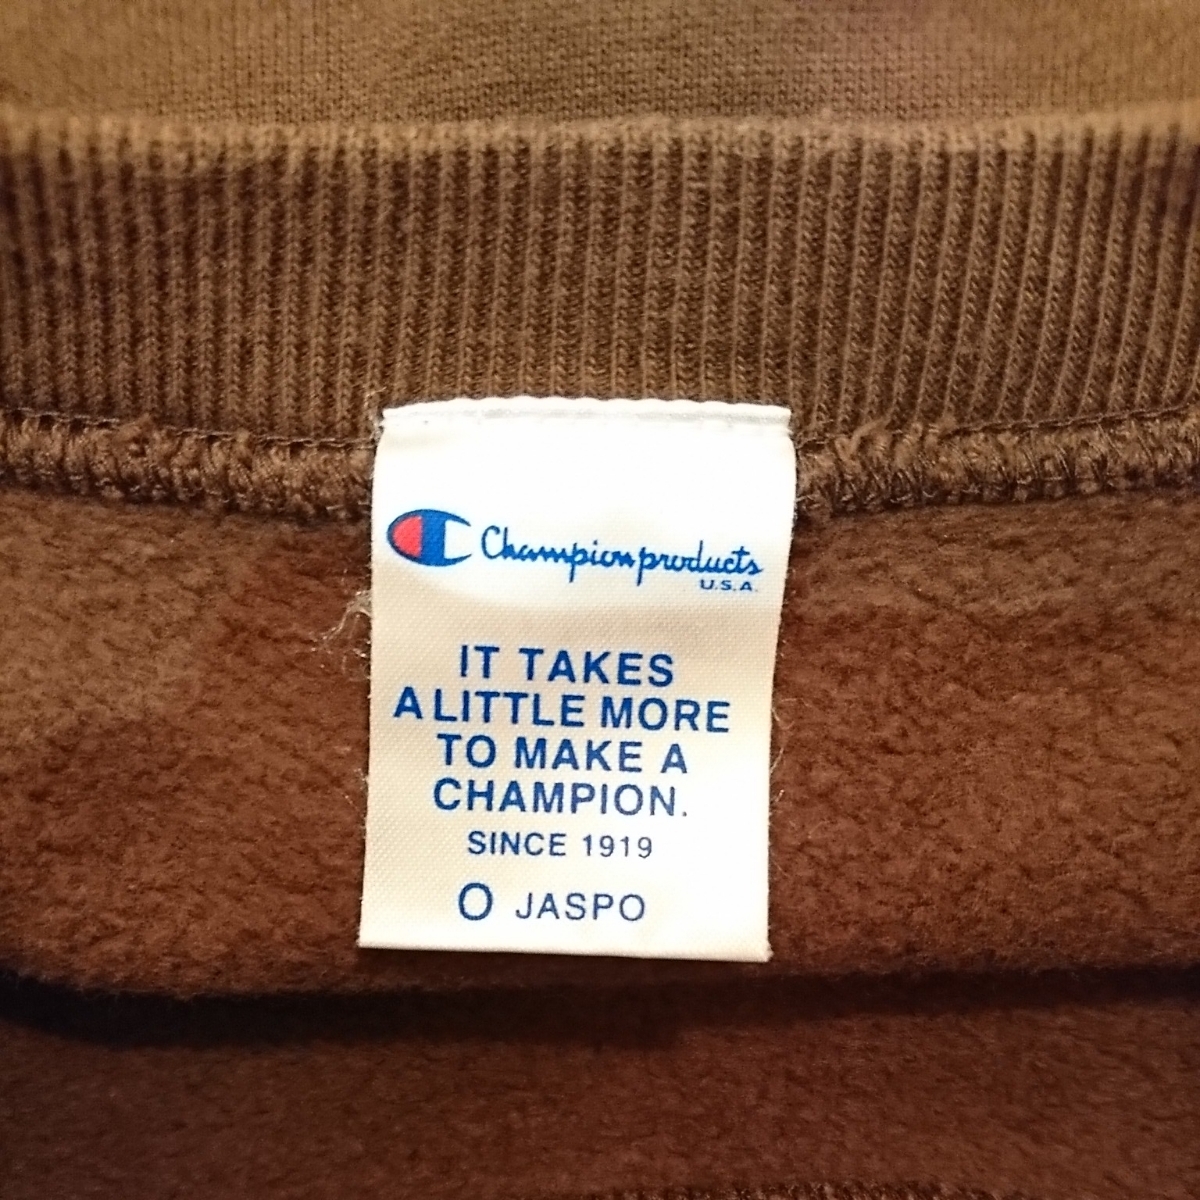 Champion products
U.S.A.
IT TAKES
A LITTLE MORE
TO MAKE A
CHAMPION.
SINCE 1919
O JASPO